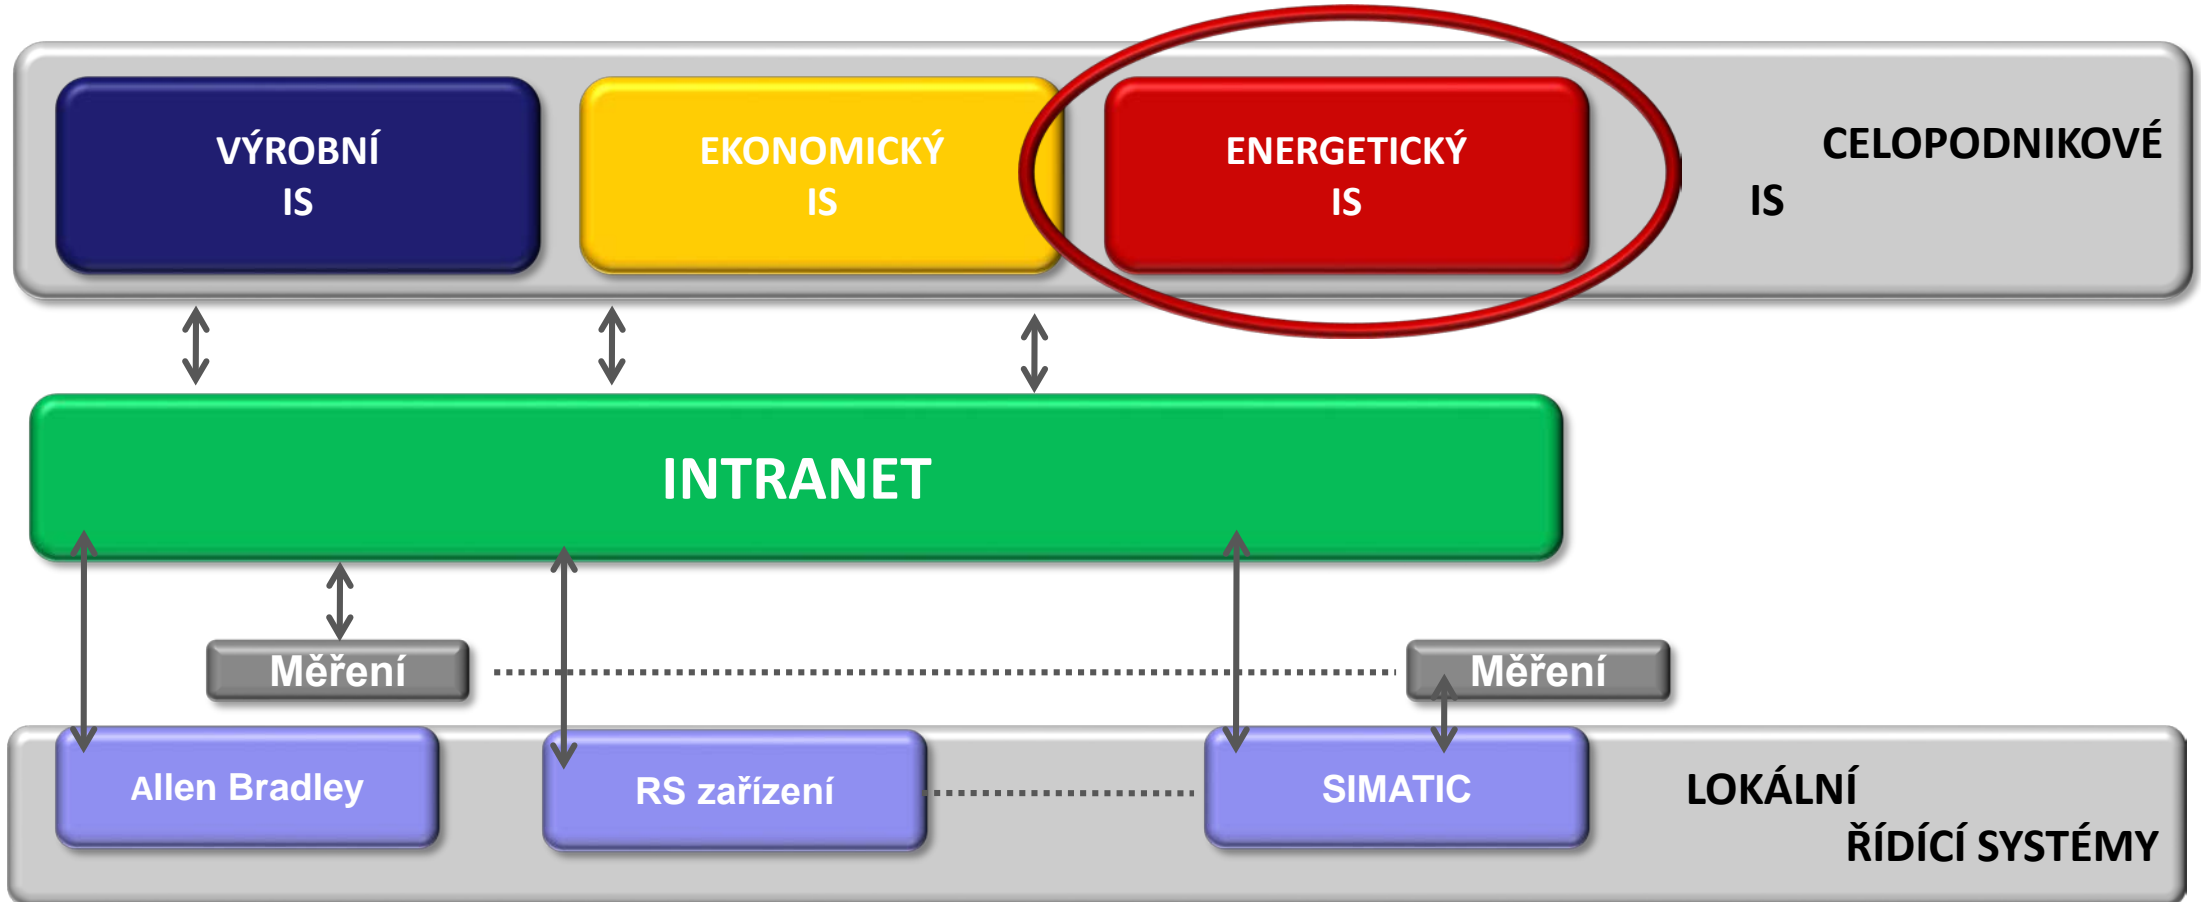 VÝROBNÍ
IS
EKONOMICKÝ
IS
ENERGETICKÝ
IS
CELOPODNIKOVÉ
IS
INTRANET
Měření
Měření
Allen Bradley
RS zařízení
SIMATIC
LOKÁLNÍ
ŘÍDÍCÍ SYSTÉMY